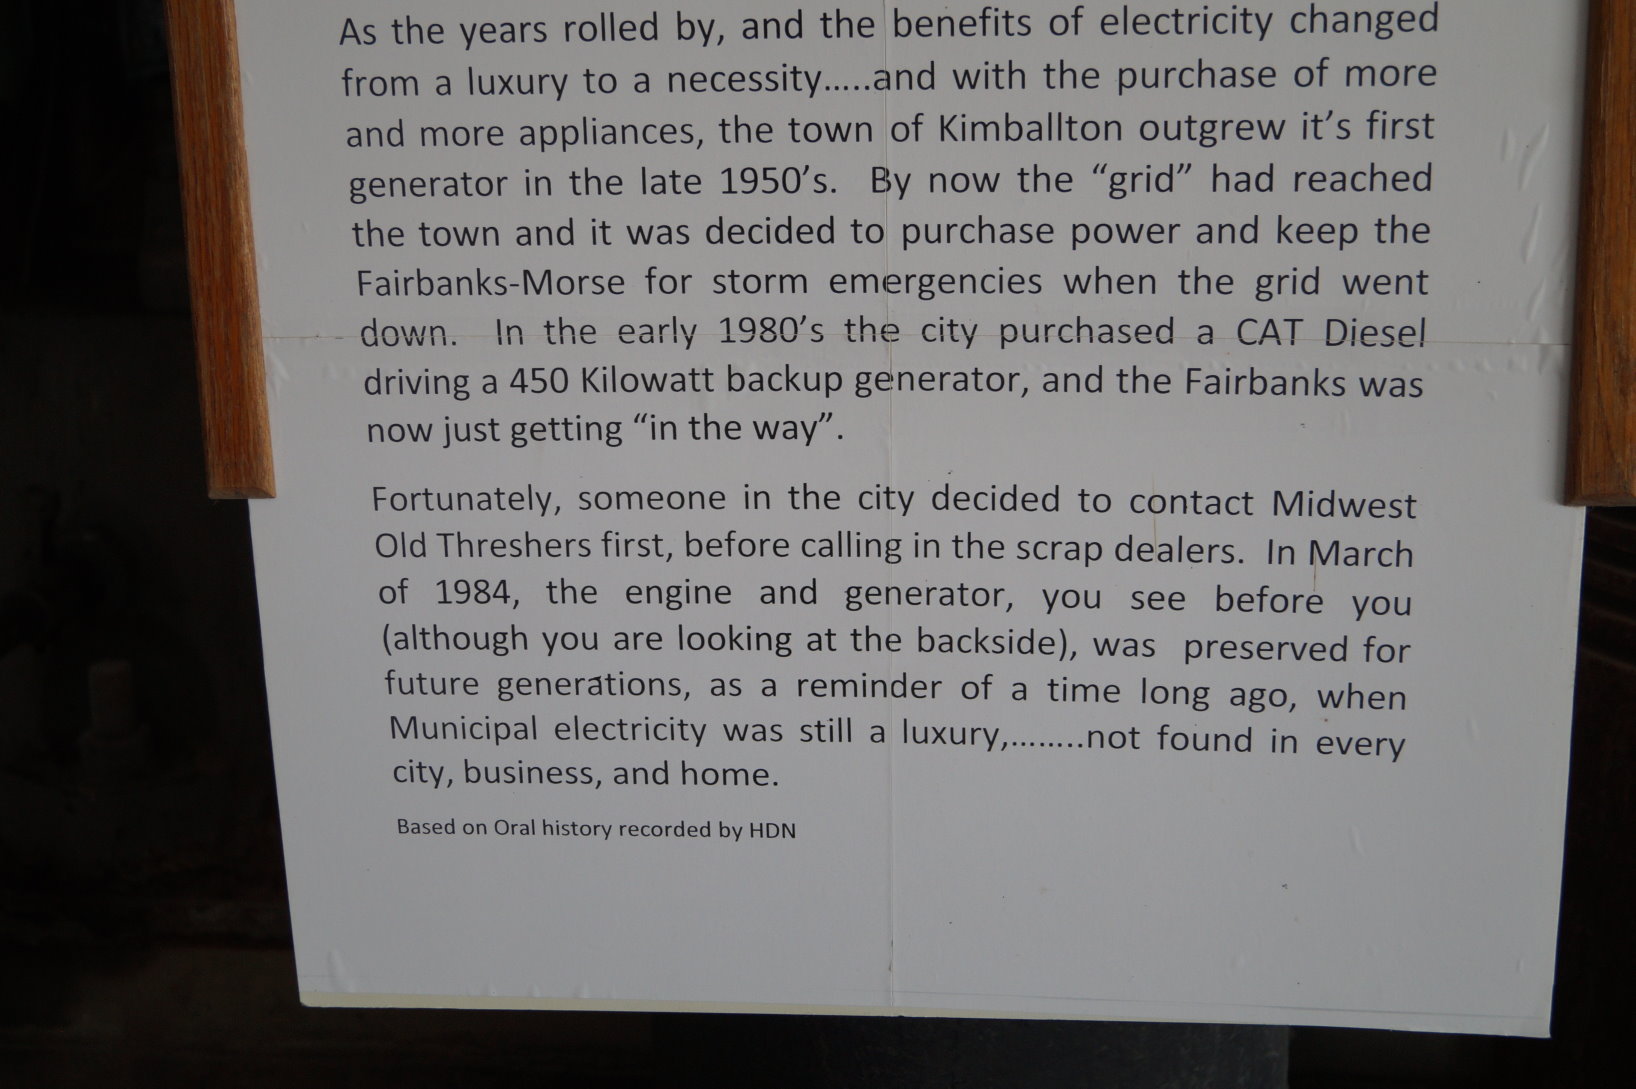 As the years rolled by, and the benefits of electricity changed
from a luxury to a necessity.....and with the purchase of more
and more appliances, the town of Kimballton outgrew it's first
generator in the late 1950's. By now the “grid” had reached
the town and it was decided to purchase power and keep the
Fairbanks-Morse for storm emergencies when the grid went
down. In the early 1980's the city purchased a CAT Diesel
driving a 450 Kilowatt backup generator, and the Fairbanks was
now just getting “in the way”.
Fortunately, someone in the city decided to contact Midwest
Old Threshers first, before calling in the scrap dealers. In March
of 1984, the engine and generator, you see before you
(although you are looking at the backside), was preserved for
future generations, as a reminder of a time long ago, when
Municipal electricity was still a luxury,........not found in every
city, business, and home.
Based on Oral history recorded by HDN